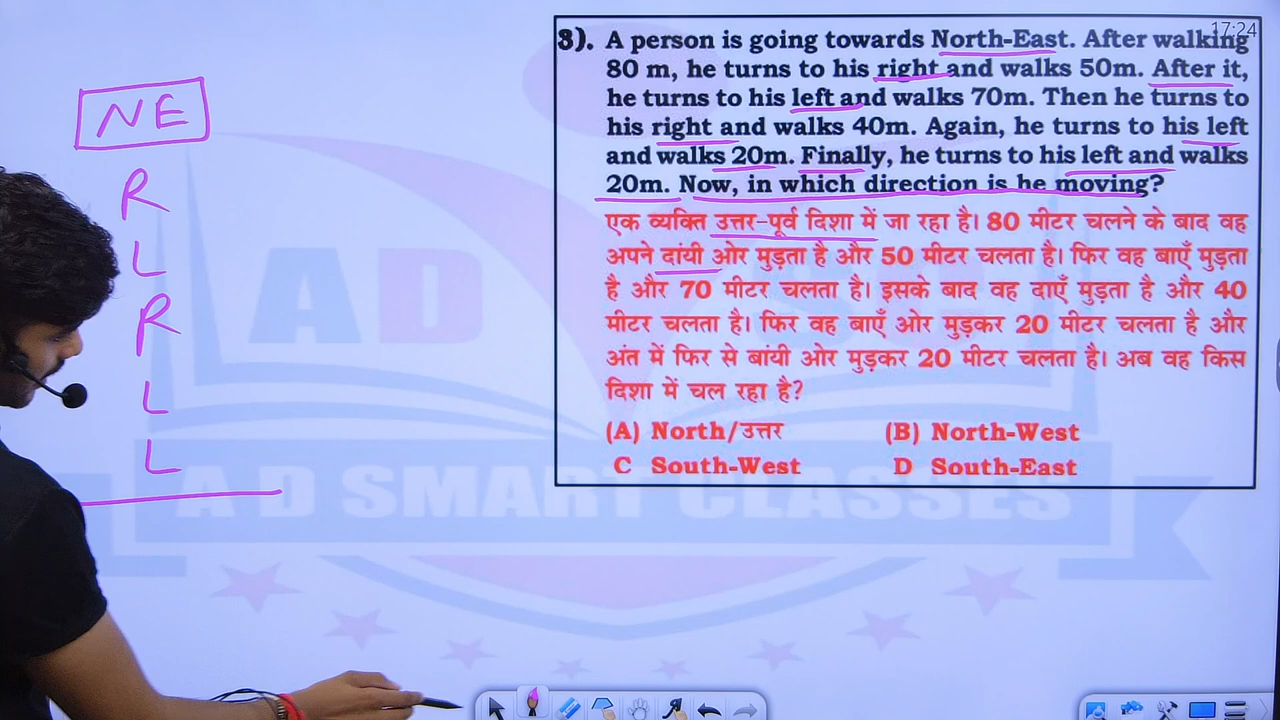 17:24
3). A person is going towards North-East. After walking
80 m, he turns to his right and walks 50m. After it,
he turns to his left and walks 70m. Then he turns to
his right and walks 40m. Again, he turns to his left
and walks 20m. Finally, he turns to his left and walks
20m. Now, in which direction is he moving?
एक व्यक्ति उत्तर-पूर्व दिशा में जा रहा है। 80 मीटर चलने के बाद वह
अपने दांयी ओर मुड़ता है और 50 मीटर चलता है। फिर वह बाएँ मुड़ता
है और 70 मीटर चलता है। इसके बाद वह दाएँ मुड़ता है और 40
मीटर चलता है। फिर वह बाएँ ओर मुड़कर 20 मीटर चलता है और
अंत में फिर से बांयी ओर मुड़कर 20 मीटर चलता है। अब वह किस
दिशा में चल रहा है?
(A) North/उत्तर (B) North-West
C South-West D South-East
NE
R
L
R
L
L
AD SC
A D SMART CLASSES